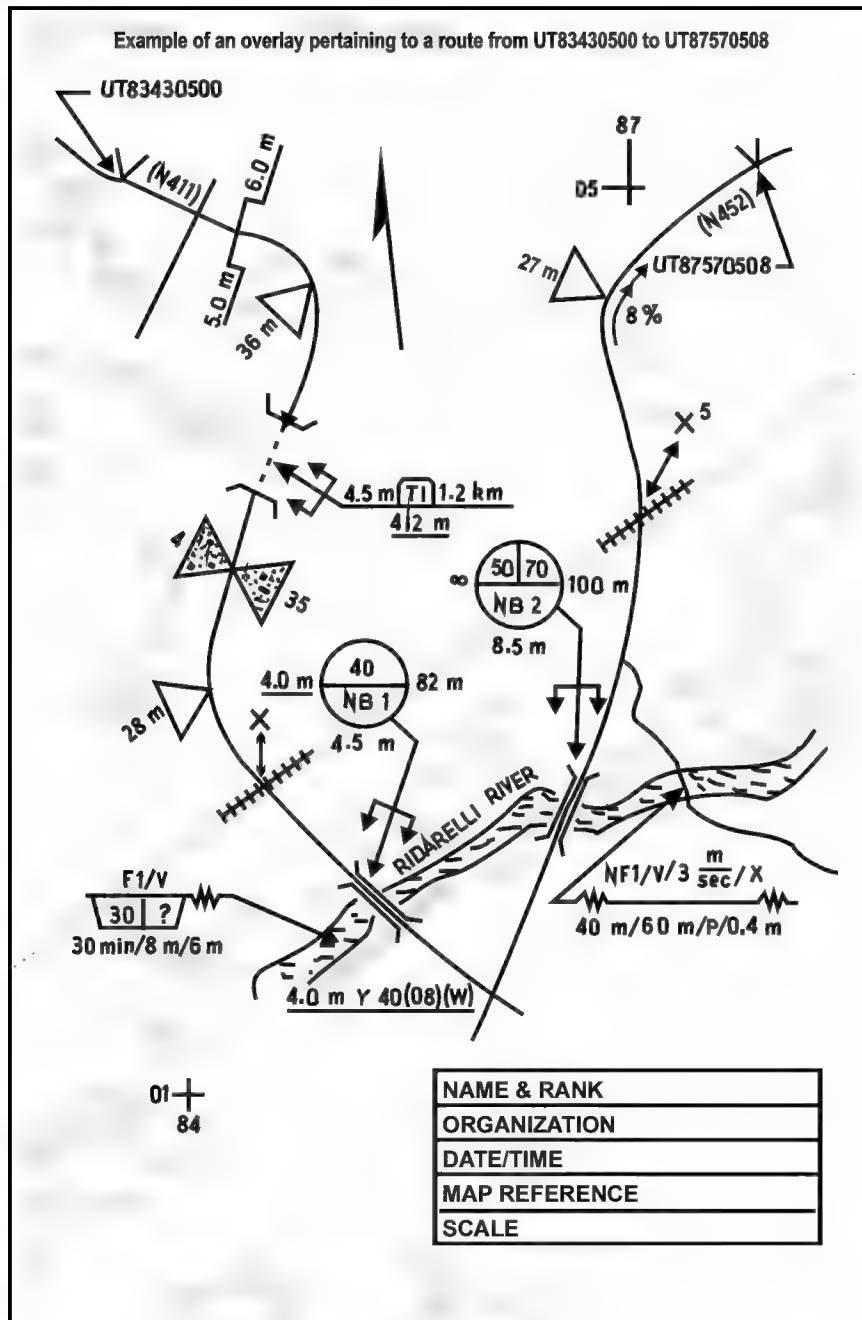 Example of an overlay pertaining to a route from UT83430500 to UT87570508
UT83430500
87
(N411)
6.0 m
05
(N452)
5.0 m
27 m
UT87570508
36 m
8%
X 5
4.5 m T1 1.2 km
4.2 m
4
35
∞ 50 70 100 m
NB 2
8.5 m
40
4.0 m NB 1 82 m
4.5 m
28 m
X
RIDARELLI RIVER
F1/V
30 ?
30 min/8 m/6 m
NF1/V/3 m/sec/X
40 m/60 m/P/0.4 m
4.0 m Y 40(08)(W)
01
84
NAME & RANK
ORGANIZATION
DATE/TIME
MAP REFERENCE
SCALE